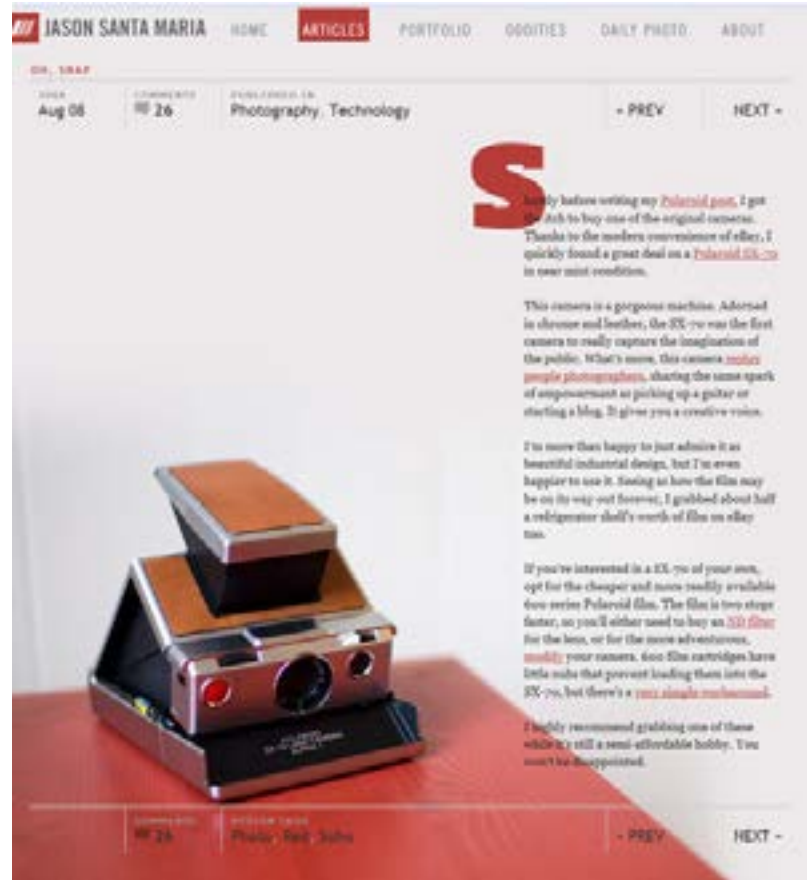 JASON SANTA MARIA HOME ARTICLES PORTFOLIO ODDITIES DAILY PHOTO ABOUT
OH, SNAP
COMMENTS PUBLISHED IN
Aug 08 26 Photography, Technology - PREV NEXT -
S
hortly before writing my Polaroid post, I got
the itch to buy one of the original cameras.
Thanks to the modern convenience of eBay, I
quickly found a great deal on a Polaroid SX-70
in near mint condition.
This camera is a gorgeous machine. Adorned
in chrome and leather, the SX-70 was the first
camera to really capture the imagination of
the public. What's more, this camera makes
people photographers, sharing the same spark
of empowerment as picking up a guitar or
starting a blog. It gives you a creative voice.
I'm more than happy to just admire it as
beautiful industrial design, but I'm even
happier to use it. Seeing as how the film may
be on its way out forever, I grabbed about half
a refrigerator shelf's worth of film on eBay
too.
If you're interested in a SX-70 of your own,
opt for the cheaper and more readily available
600 series Polaroid film. The film is two stops
faster, so you'll either need to buy an ND filter
for the lens, or for the more adventurous,
modify your camera. 600 film cartridges have
little nubs that prevent loading them into the
SX-70, but there's a very simple workaround.
I highly recommend grabbing one of these
while it's still a semi-affordable hobby. You
won't be disappointed.
COMMENTS
26 Photo, Red, - PREV NEXT -